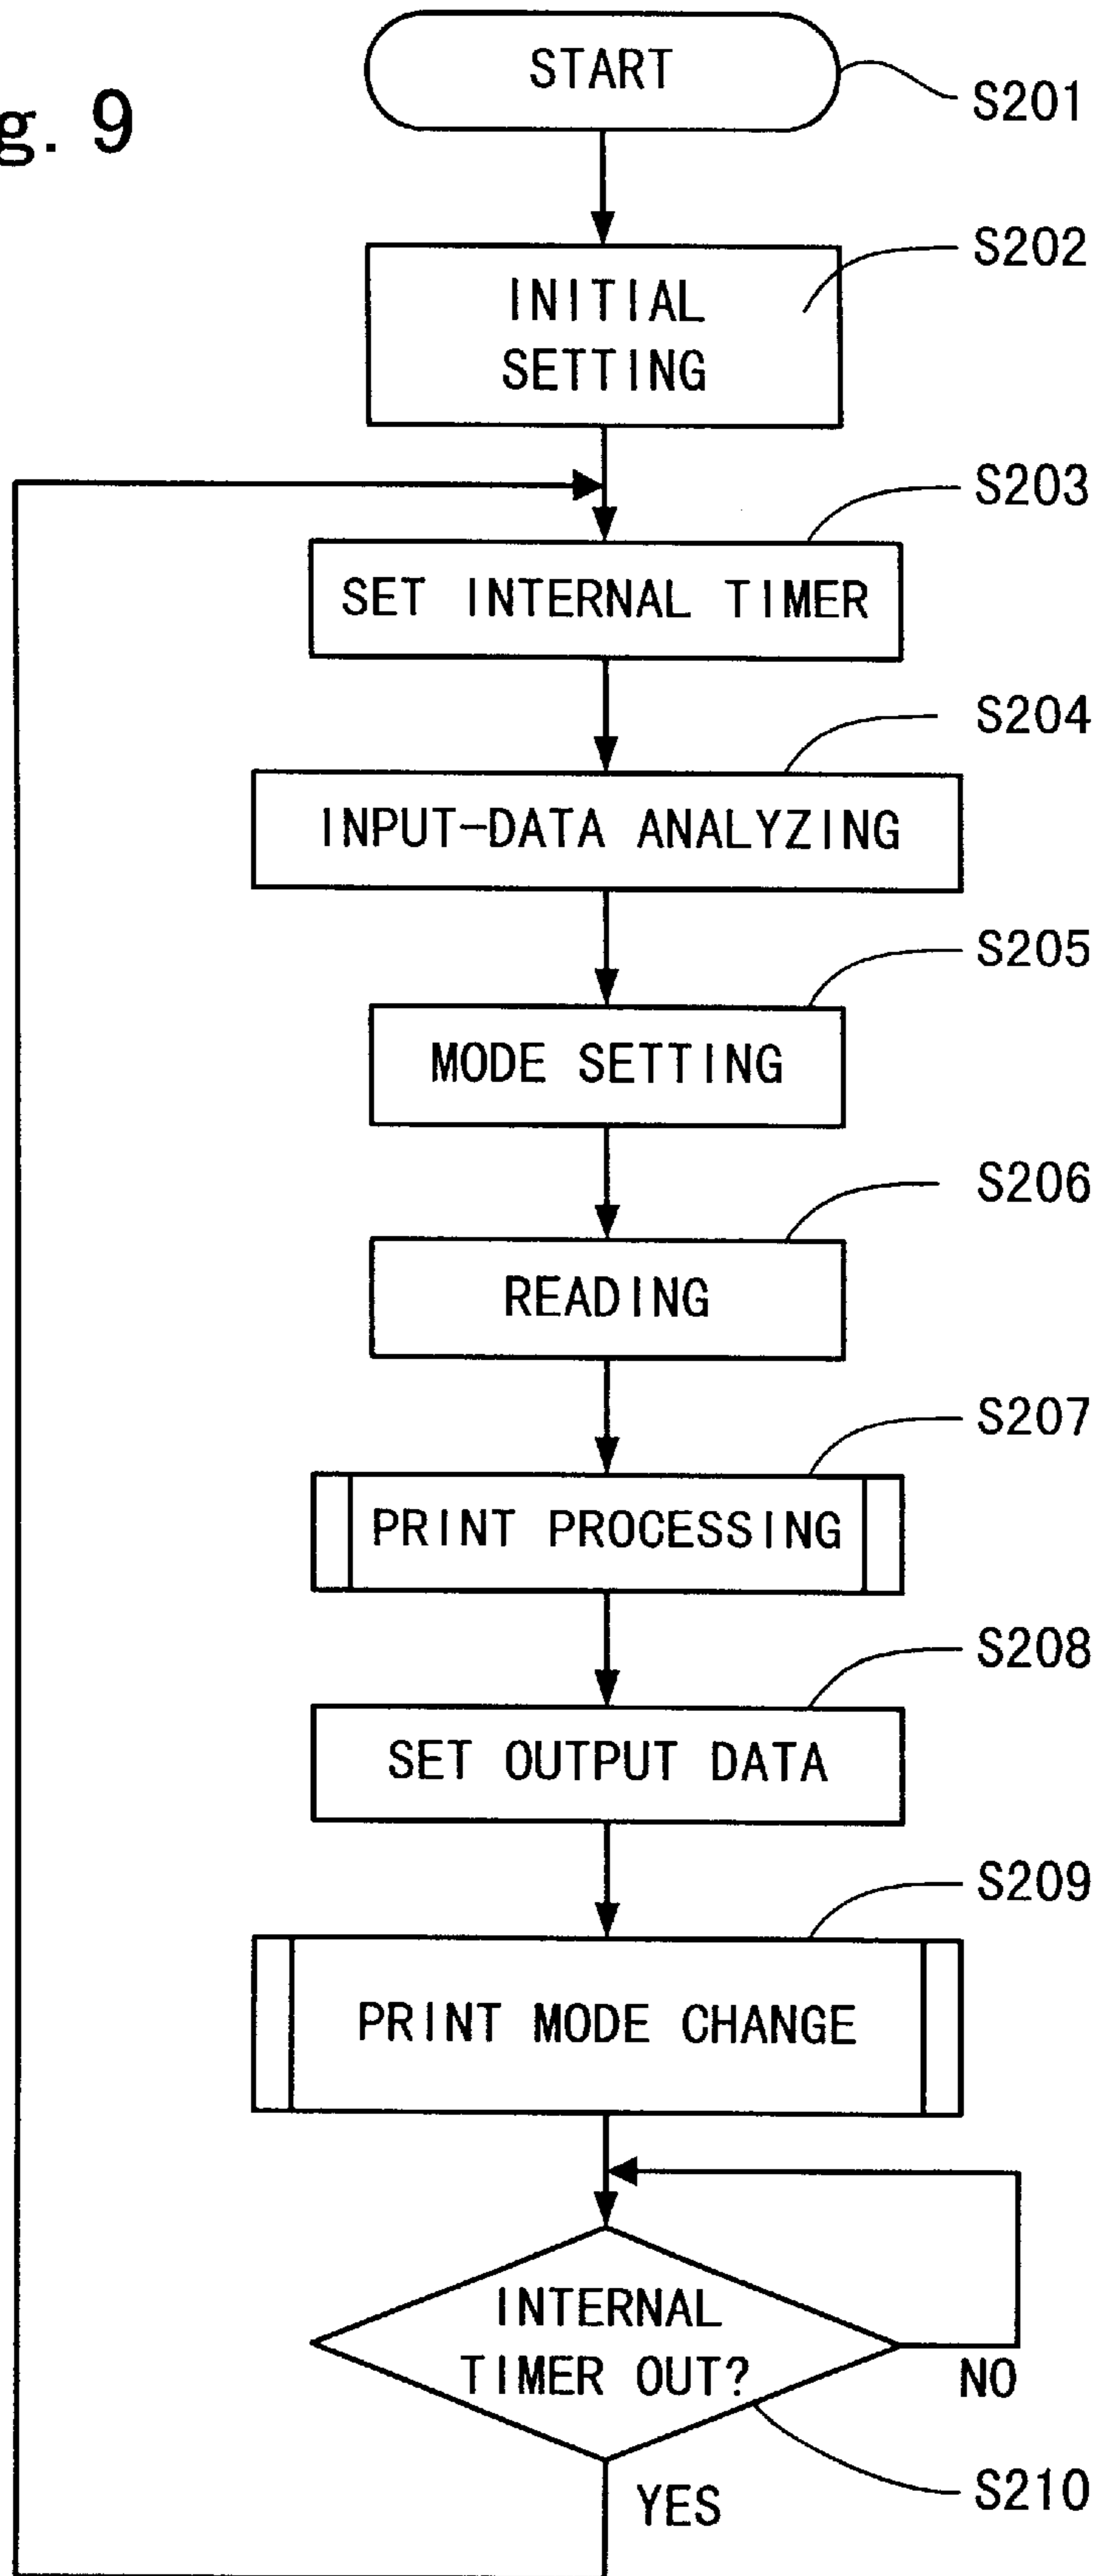 g. 9
START
S201
S202
INITIAL
SETTING
S203
SET INTERNAL TIMER
S204
INPUT-DATA ANALYZING
S205
MODE SETTING
S206
READING
S207
PRINT PROCESSING
S208
SET OUTPUT DATA
S209
PRINT MODE CHANGE
INTERNAL
TIMER OUT?
NO
S210
YES